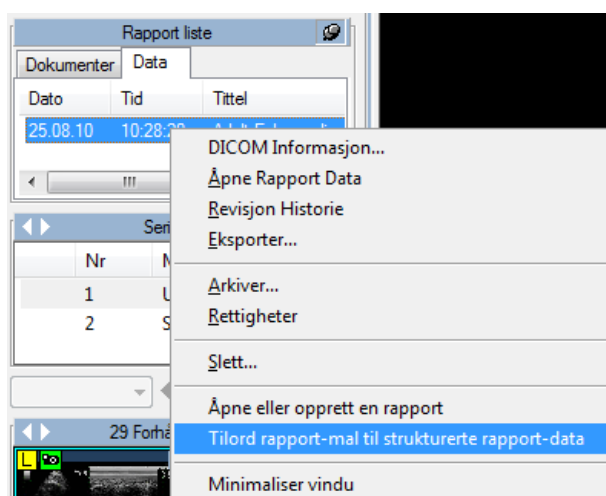 Rapport liste
Dokumenter Data
Dato Tid Tittel
25.08.10
DICOM Informasjon...
Åpne Rapport Data
Revisjon Historie
Eksporter...
Nr
1
2
Arkiver...
Rettigheter
Slett...
Åpne eller opprett en rapport
29
Tilord rapport-mal til strukturerte rapport-data
L
Minimaliser vindu